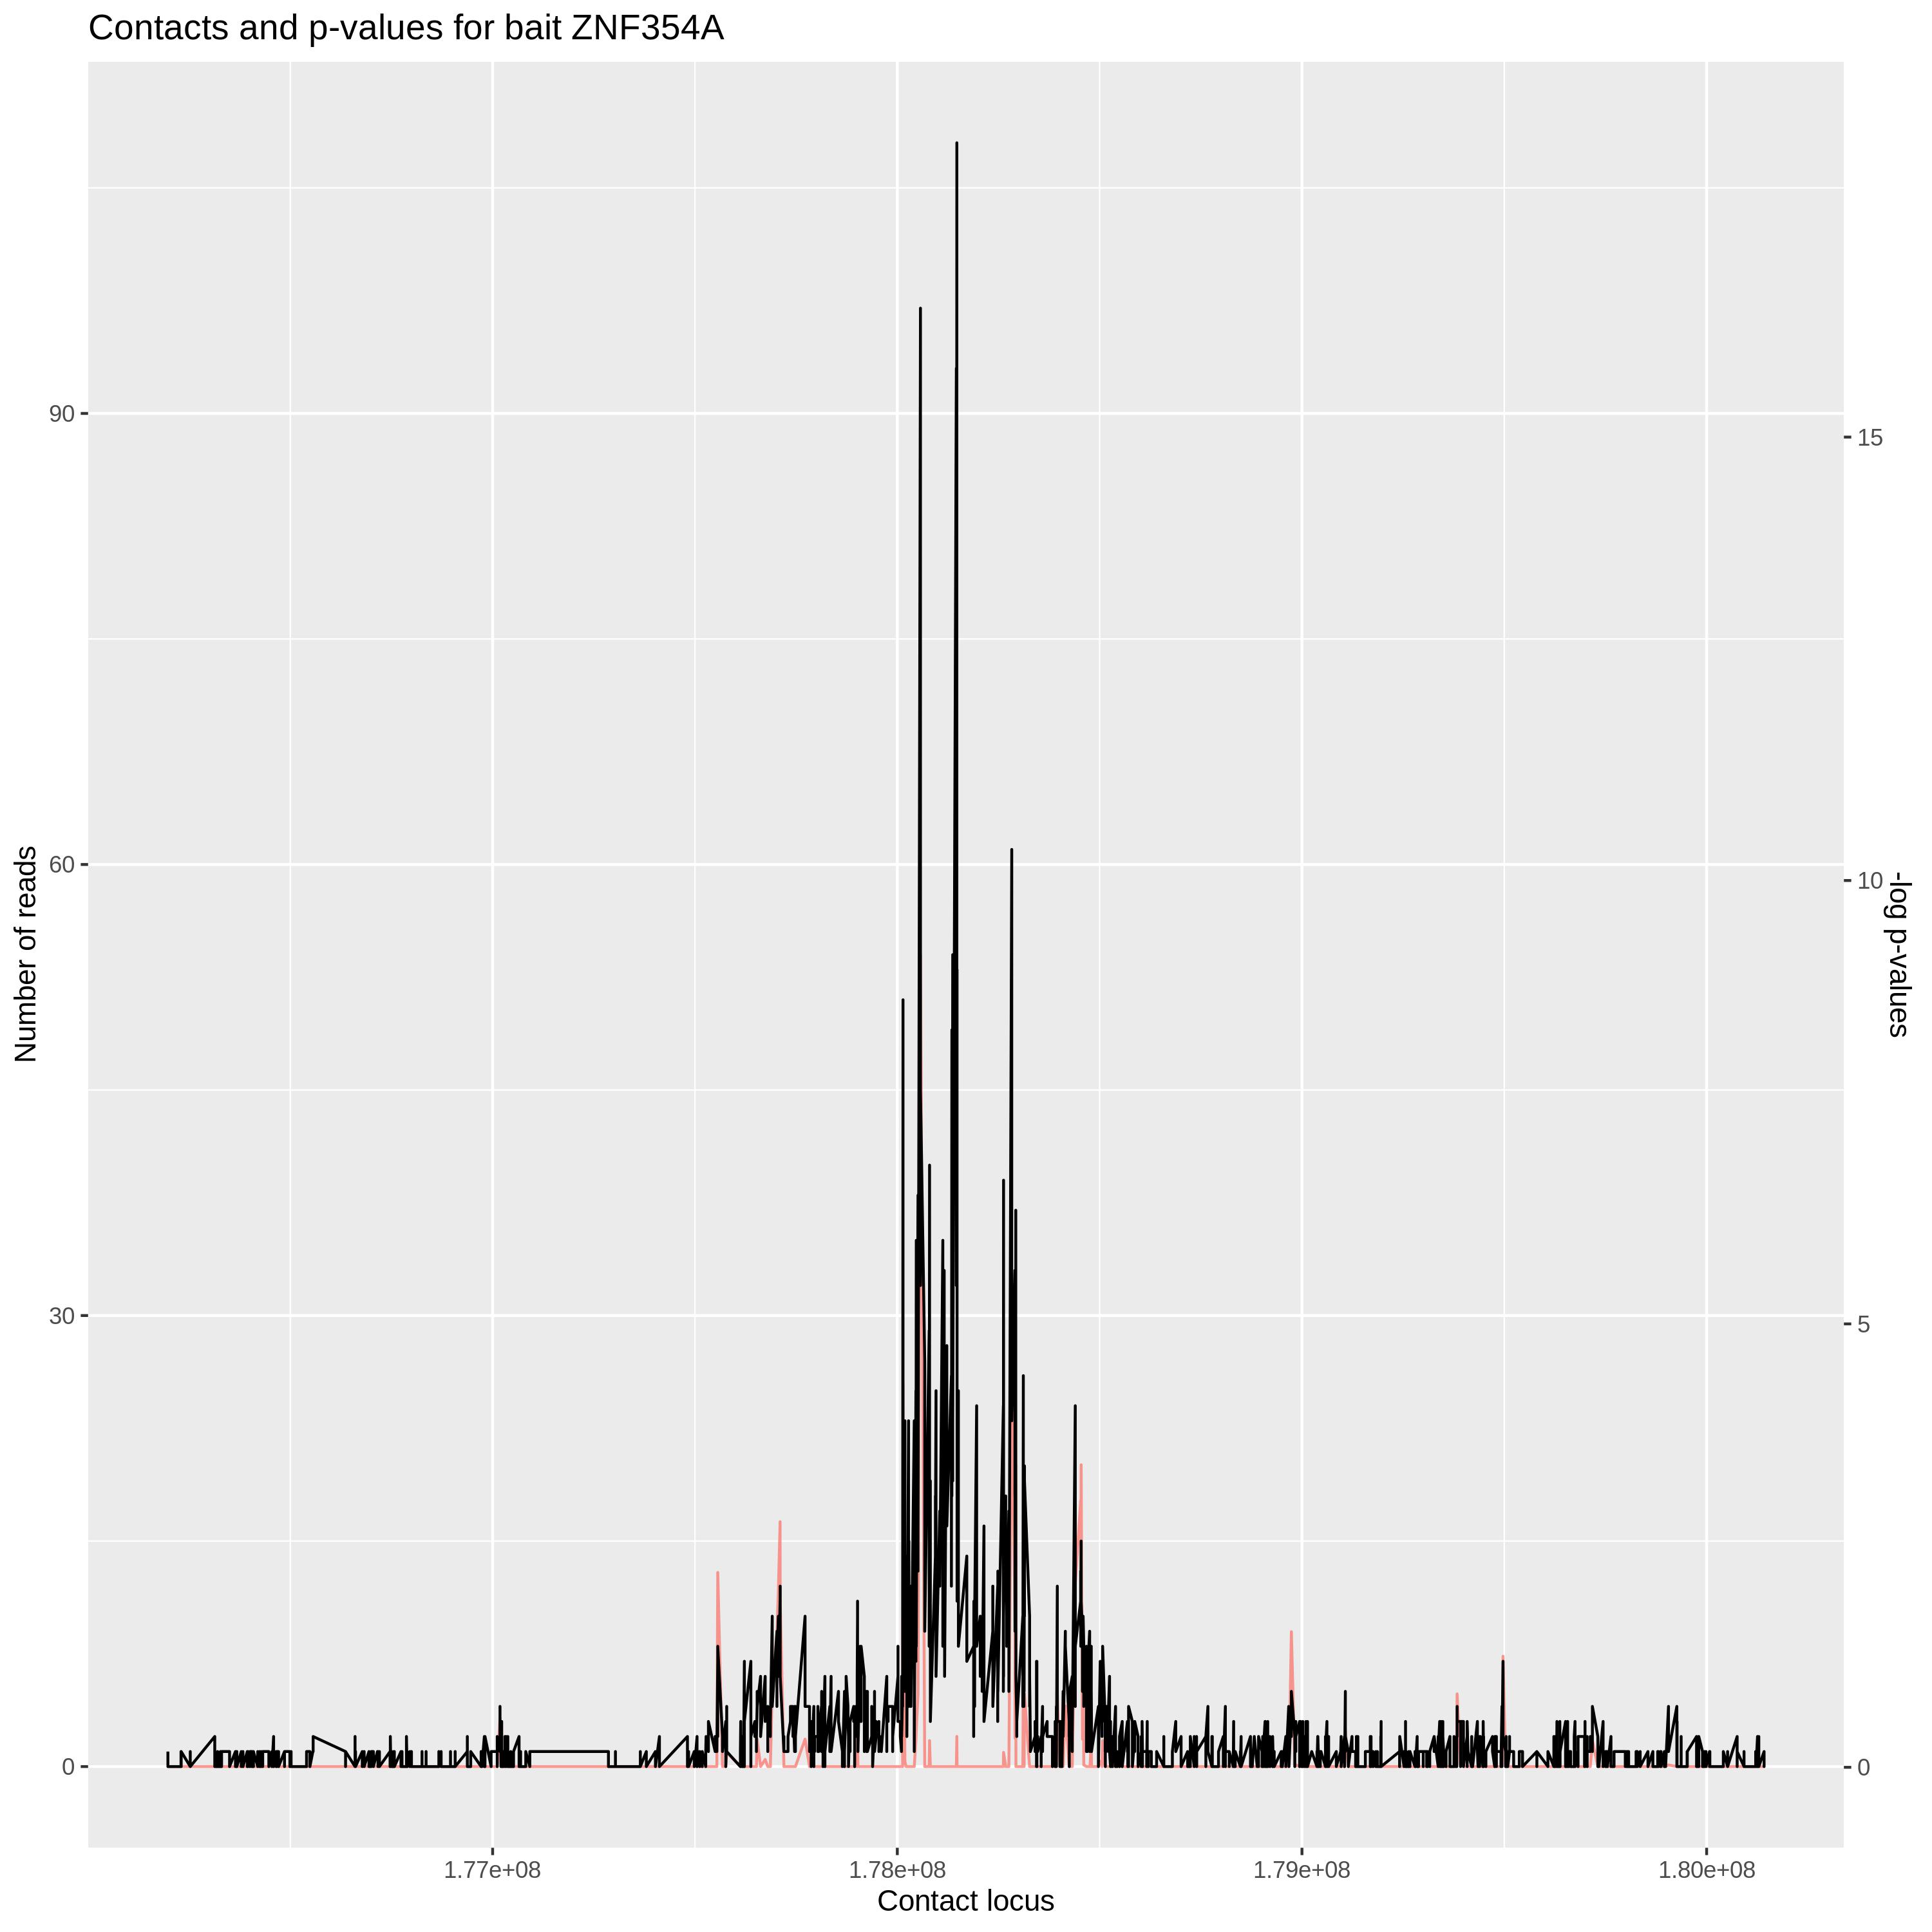 Contacts and p-values for bait ZNF354A
90
60
30
0
Number of reads
15
10
5
0
-log p-values
1.77e+08
1.78e+08
1.79e+08
1.80e+08
Contact locus